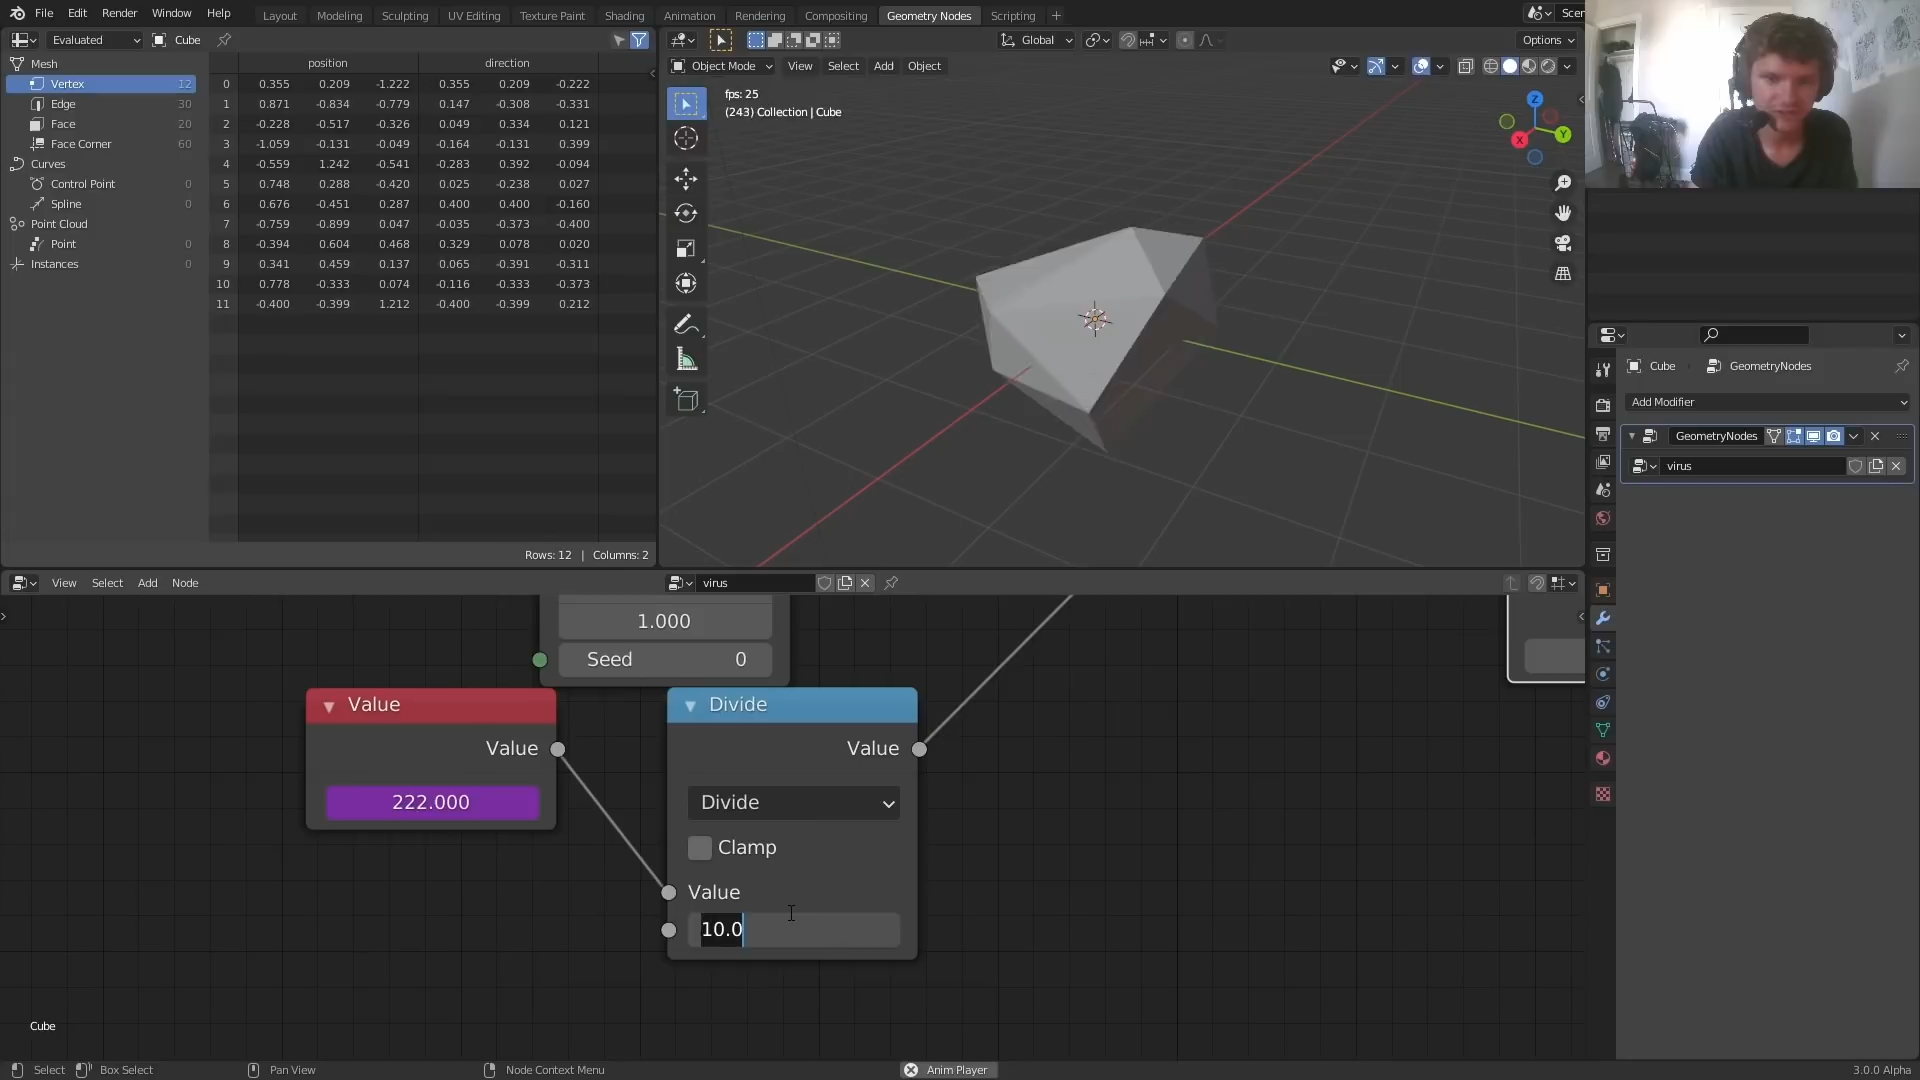 File Edit Render Window Help
Layout Modeling Sculpting UV Editing Texture Paint Shading Animation Rendering Compositing Geometry Nodes Scripting + Scen
Evaluated Cube
Global Options
Object Mode View Select Add Object
position direction
Mesh
Vertex 12
Edge 30
Face 20
Face Corner 60
Curves
Control Point 0
Spline 0
Point Cloud
Point 0
Instances 0
0 0.355 0.209 -1.222 0.355 0.209 -0.222
1 0.871 -0.834 -0.779 0.147 -0.308 -0.331
2 -0.228 -0.517 -0.326 0.049 0.334 0.121
3 -1.059 -0.131 -0.049 -0.164 -0.131 0.399
4 -0.559 1.242 -0.541 -0.283 0.392 -0.094
5 0.748 0.288 -0.420 0.025 -0.238 0.027
6 0.676 -0.451 0.287 0.400 0.400 -0.160
7 -0.759 -0.899 0.047 -0.035 -0.373 -0.400
8 -0.394 0.604 0.468 0.329 0.078 0.020
9 0.341 0.459 0.137 0.065 -0.391 -0.311
10 0.778 -0.333 0.074 -0.116 -0.333 -0.373
11 -0.400 -0.399 1.212 -0.400 -0.399 0.212
Rows: 12 | Columns: 2
fps: 25
(243) Collection | Cube
Z
Y
X
Cube GeometryNodes
Add Modifier
GeometryNodes
virus
View Select Add Node virus
1.000
Seed 0
Value
Value
222.000
Divide
Value
Divide
Clamp
Value
10.0
Cube
Select Box Select Pan View Node Context Menu Anim Player 3.0.0 Alpha